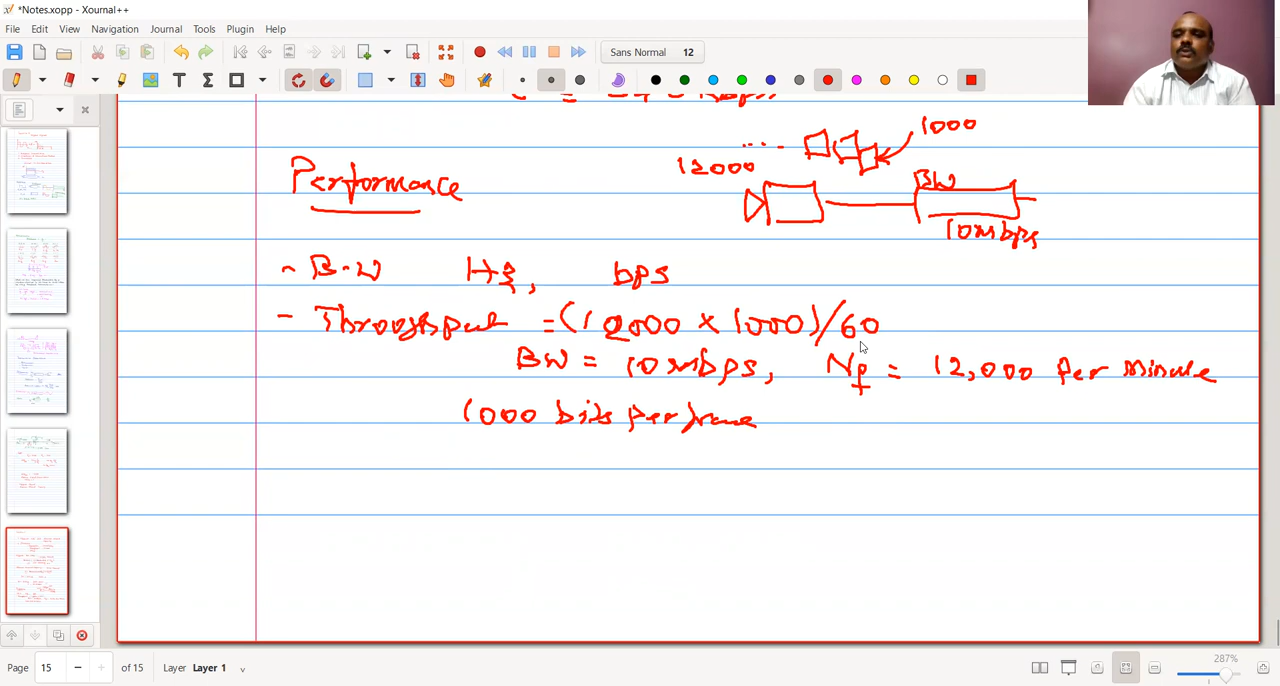 *Notes.xopp - Xournal++
File Edit View Navigation Journal Tools Plugin Help
Sans Normal 12
1000
Performance
12000
...
BW
10mbps
- B.W Hz, bps
- Throughput = (12000 × 1000)/60
BW = 10mbps, Nf = 12,000 Per Minute
1000 bits per frame
Page 15 of 15 Layer Layer 1 287%